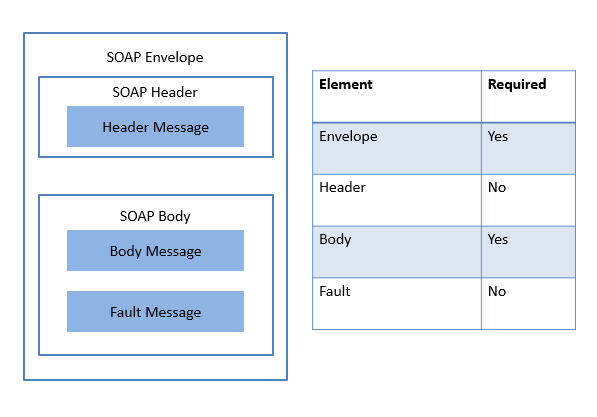 SOAP Envelope
SOAP Header
Header Message
SOAP Body
Body Message
Fault Message
Element Required
Envelope Yes
Header No
Body Yes
Fault No